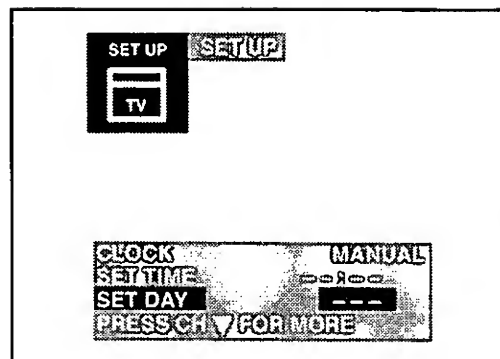 SET UP SET UP
TV
CLOCK MANUAL
SET TIME --:--
SET DAY ---
PRESS CH ▽ FOR MORE